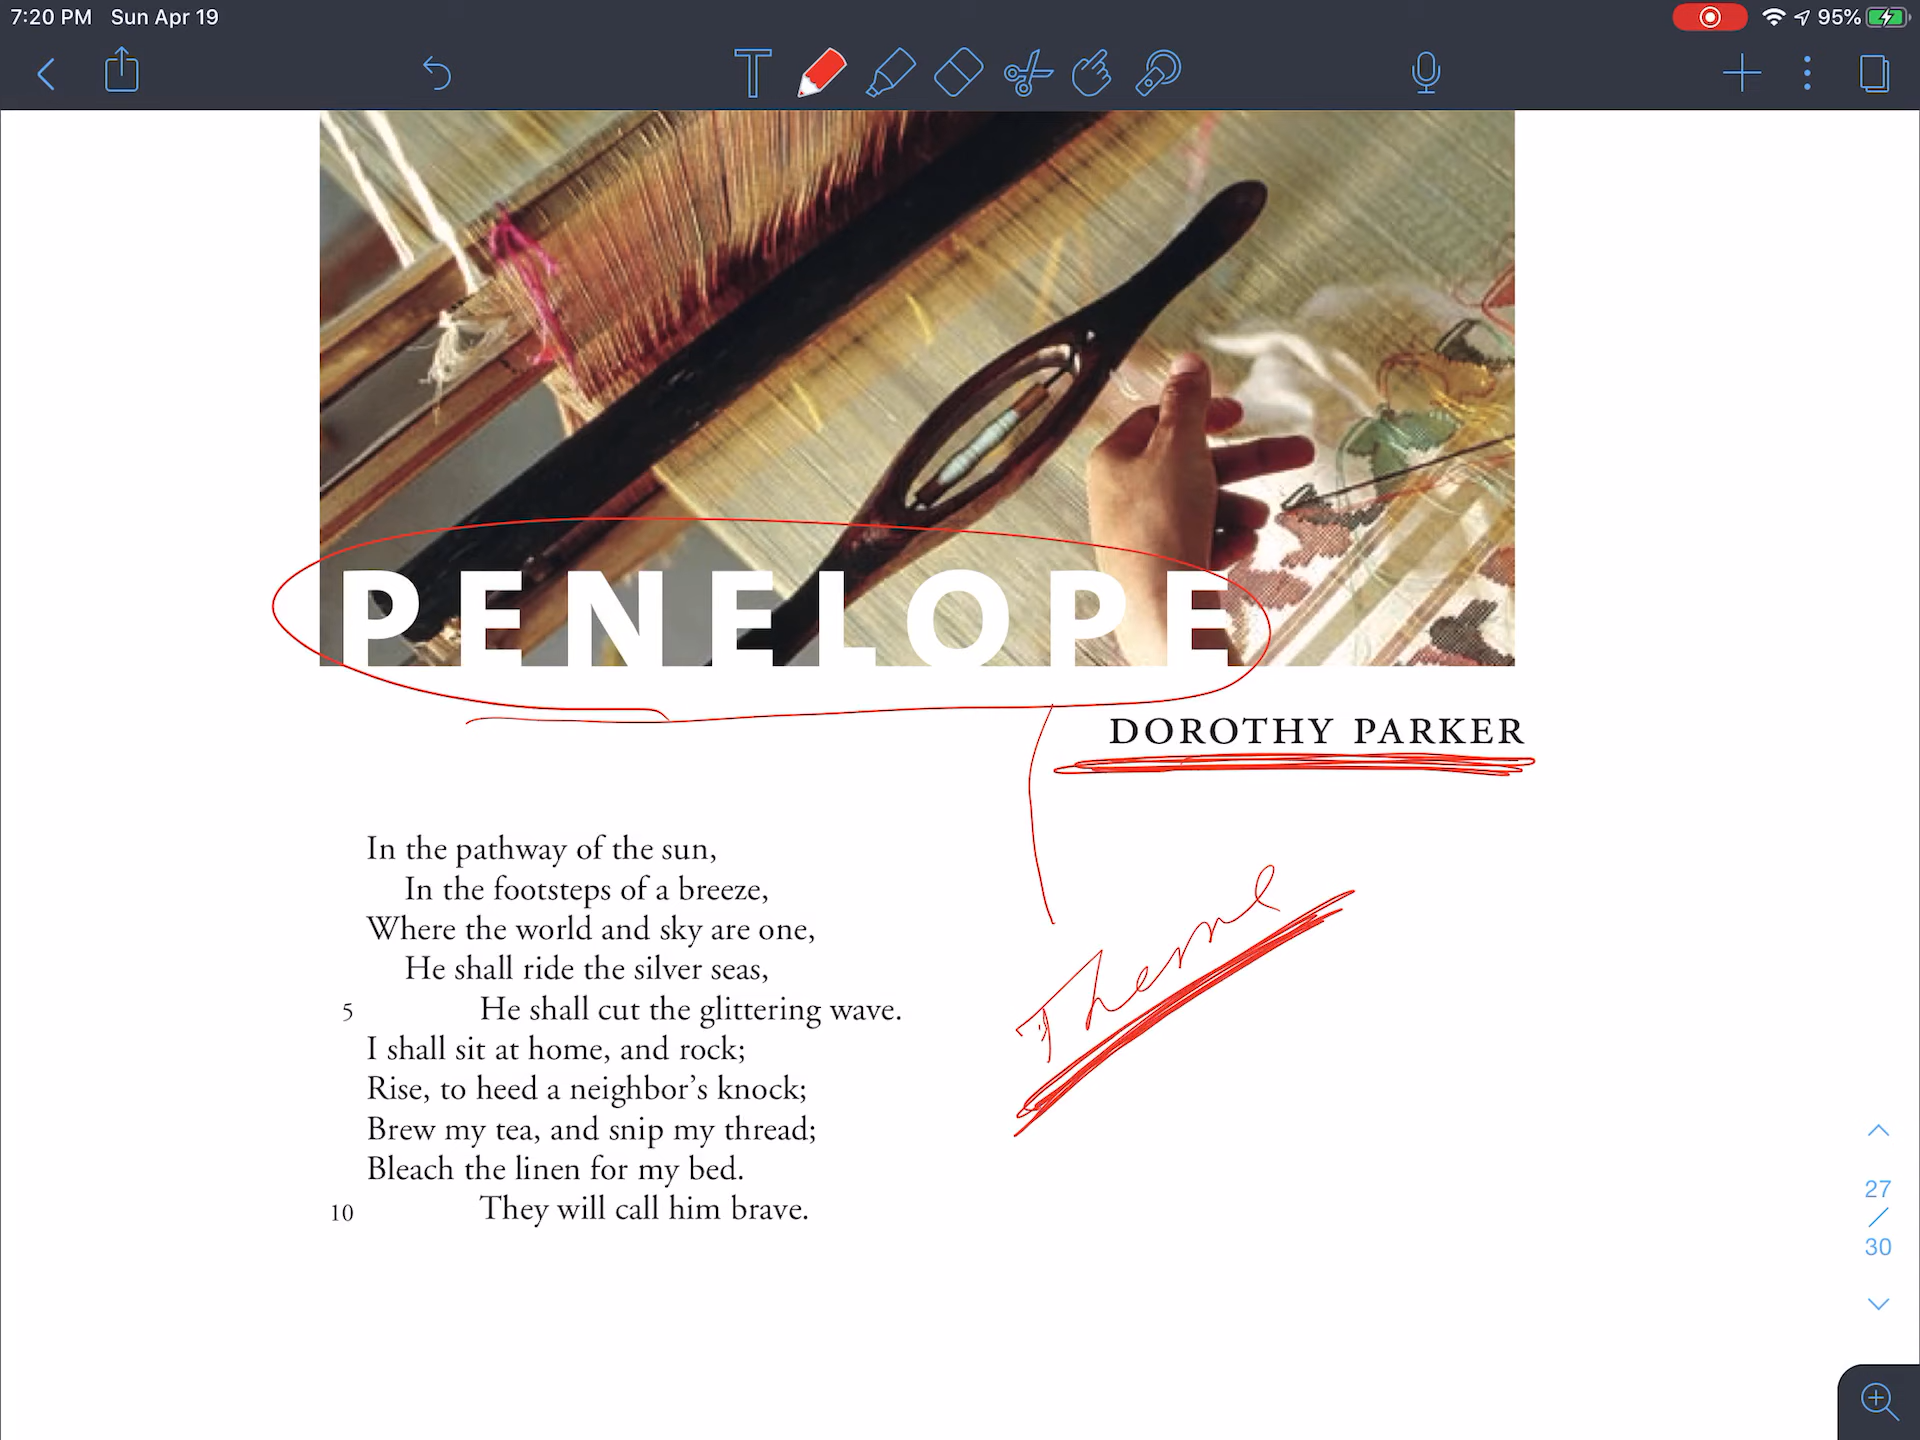 7:20 PM Sun Apr 19
95%
T
PENELOPE
DOROTHY PARKER
In the pathway of the sun,
In the footsteps of a breeze,
Where the world and sky are one,
He shall ride the silver seas,
5 He shall cut the glittering wave.
I shall sit at home, and rock;
Rise, to heed a neighbor's knock;
Brew my tea, and snip my thread;
Bleach the linen for my bed.
10 They will call him brave.
Theme
27
/
30